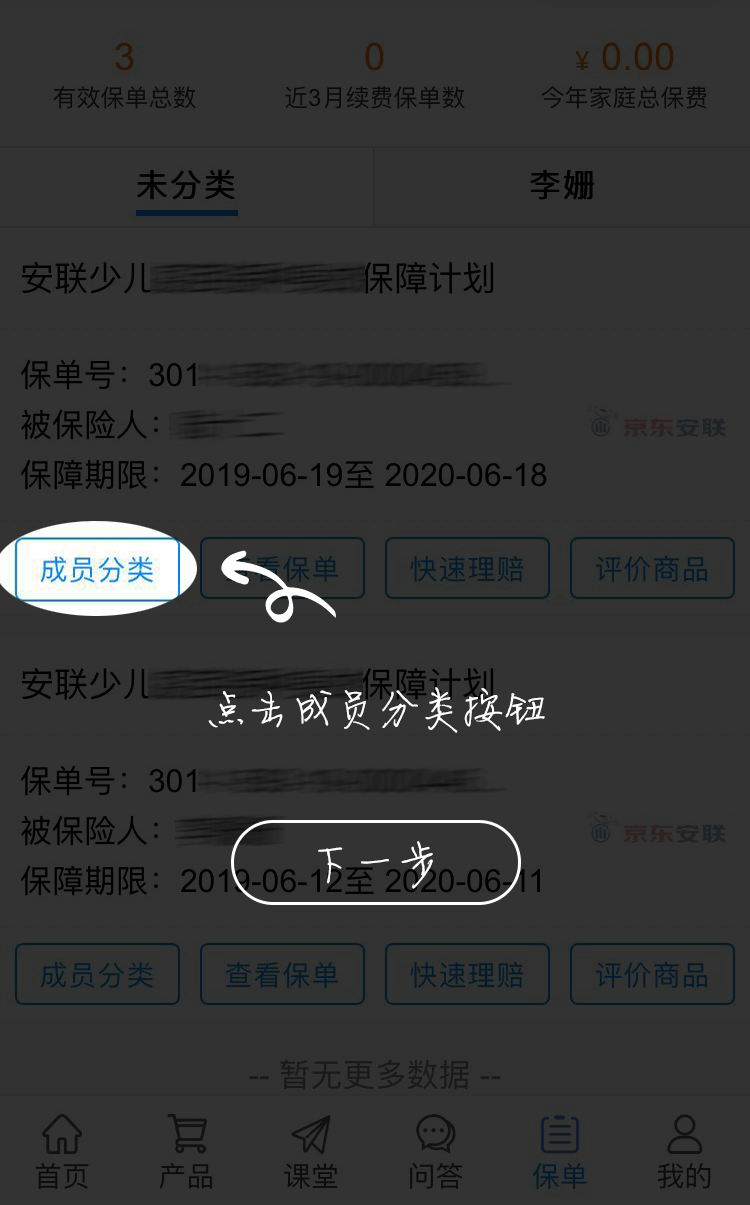 3 0 ¥ 0.00
有效保单总数 近3月续费保单数 今年家庭总保费
未分类 李姗
安联少儿 保障计划
保单号：301
被保险人：
京东安联
保障期限：2019-06-19至 2020-06-18
成员分类 看保单 快速理赔 评价商品
安联少儿 保障计划
点击成员分类按钮
保单号：301
被保险人：
京东安联
下一步
保障期限：2019-06-12至 2020-06-11
成员分类 查看保单 快速理赔 评价商品
-- 暂无更多数据 --
首页 产品 课堂 问答 保单 我的